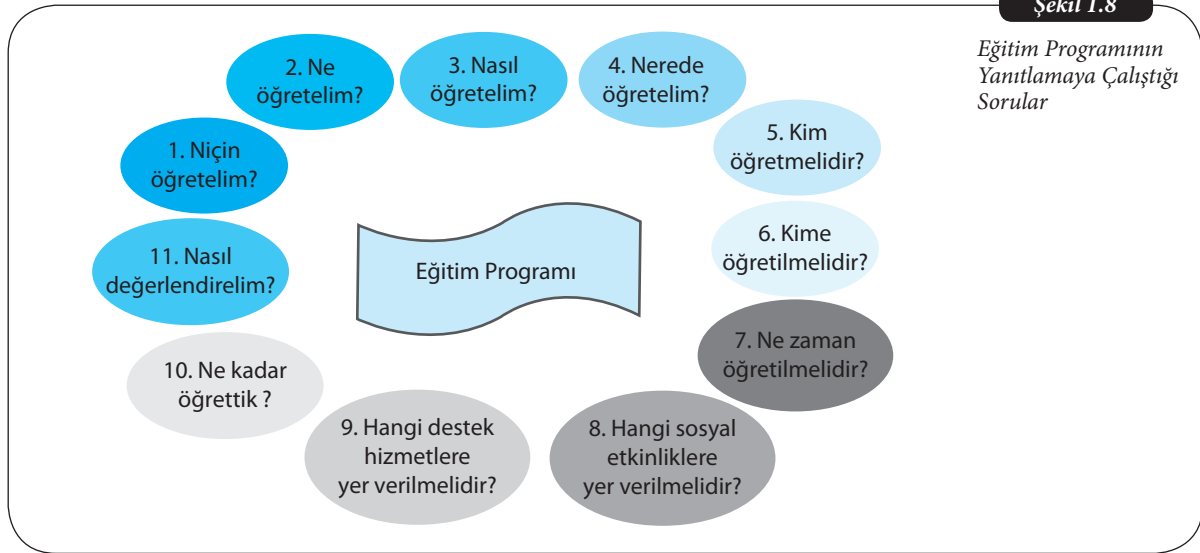 Şekil 1.8
Eğitim Programının
Yanıtlamaya Çalıştığı
Sorular
1. Niçin
öğretelim?
2. Ne
öğretelim?
3. Nasıl
öğretelim?
4. Nerede
öğretelim?
5. Kim
öğretmelidir?
6. Kime
öğretilmelidir?
7. Ne zaman
öğretilmelidir?
8. Hangi sosyal
etkinliklere
yer verilmelidir?
9. Hangi destek
hizmetlere
yer verilmelidir?
10. Ne kadar
öğrettik ?
11. Nasıl
değerlendirelim?
Eğitim Programı